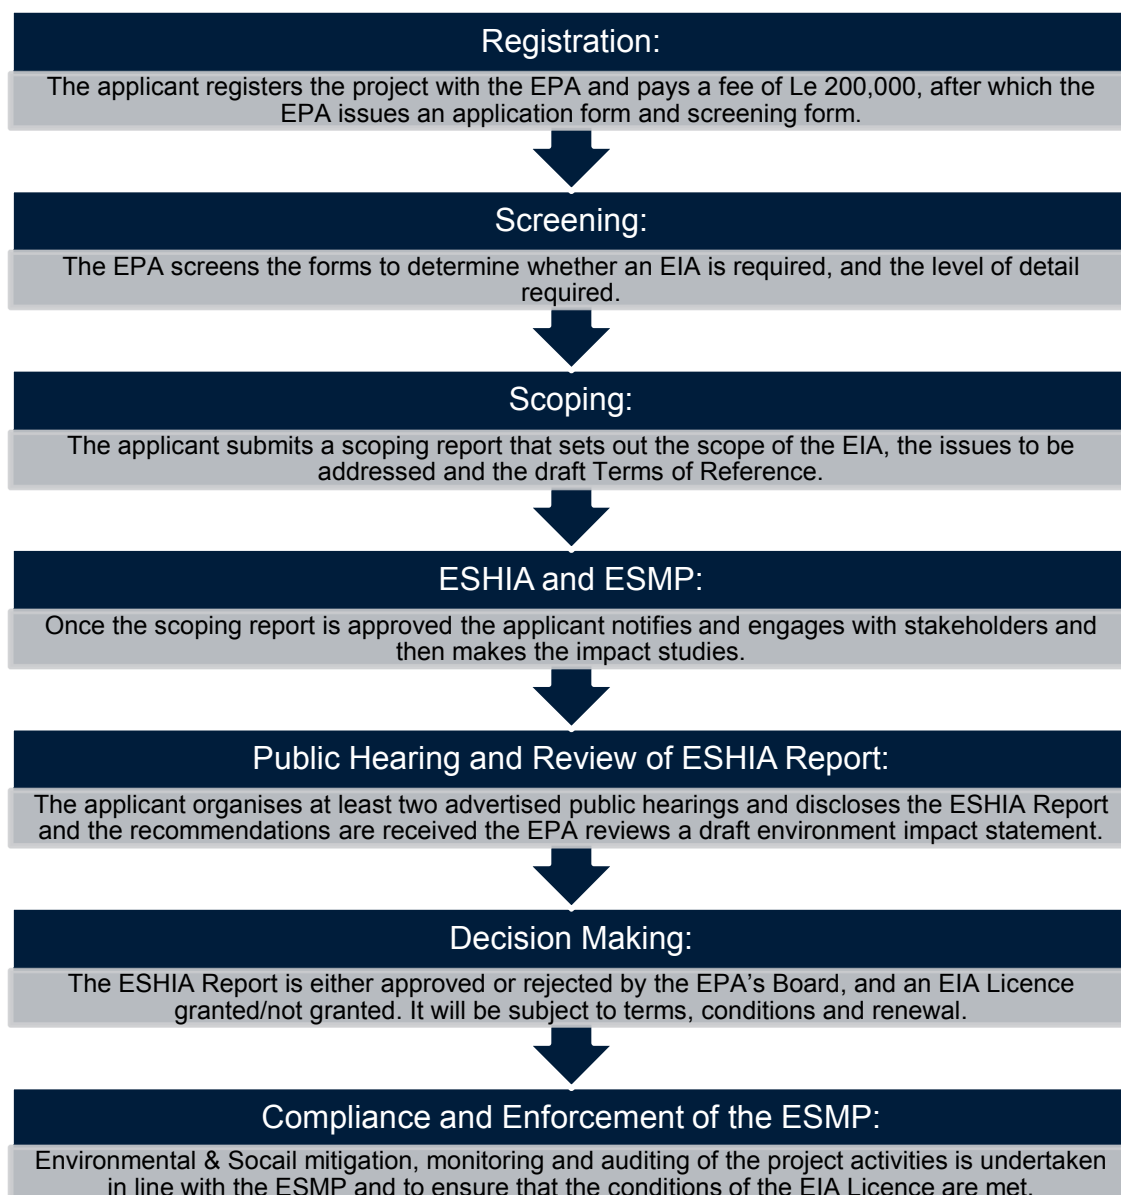 Registration:
The applicant registers the project with the EPA and pays a fee of Le 200,000, after which the
EPA issues an application form and screening form.
Screening:
The EPA screens the forms to determine whether an EIA is required, and the level of detail
required.
Scoping:
The applicant submits a scoping report that sets out the scope of the EIA, the issues to be
addressed and the draft Terms of Reference.
ESHIA and ESMP:
Once the scoping report is approved the applicant notifies and engages with stakeholders and
then makes the impact studies.
Public Hearing and Review of ESHIA Report:
The applicant organises at least two advertised public hearings and discloses the ESHIA Report
and the recommendations are received the EPA reviews a draft environment impact statement.
Decision Making:
The ESHIA Report is either approved or rejected by the EPA's Board, and an EIA Licence
granted/not granted. It will be subject to terms, conditions and renewal.
Compliance and Enforcement of the ESMP:
Environmental & Socail mitigation, monitoring and auditing of the project activities is undertaken
in line with the ESMP and to ensure that the conditions of the EIA Licence are met.